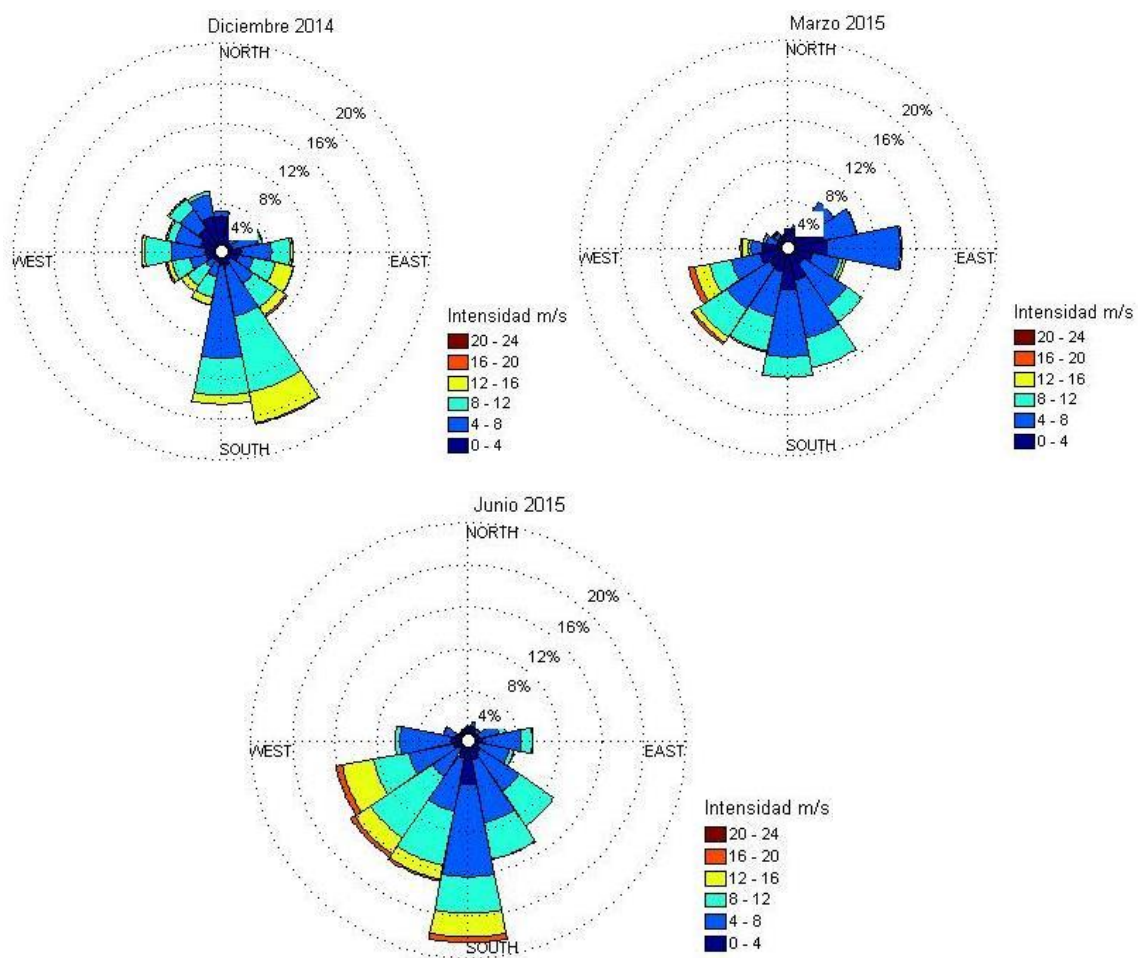 Diciembre 2014
NORTH
20%
16%
12%
8%
4%
WEST
EAST
SOUTH
Intensidad m/s
20 - 24
16 - 20
12 - 16
8 - 12
4 - 8
0 - 4
Marzo 2015
NORTH
20%
16%
12%
8%
4%
WEST
EAST
SOUTH
Intensidad m/s
20 - 24
16 - 20
12 - 16
8 - 12
4 - 8
0 - 4
Junio 2015
NORTH
20%
16%
12%
8%
4%
WEST
EAST
SOUTH
Intensidad m/s
20 - 24
16 - 20
12 - 16
8 - 12
4 - 8
0 - 4